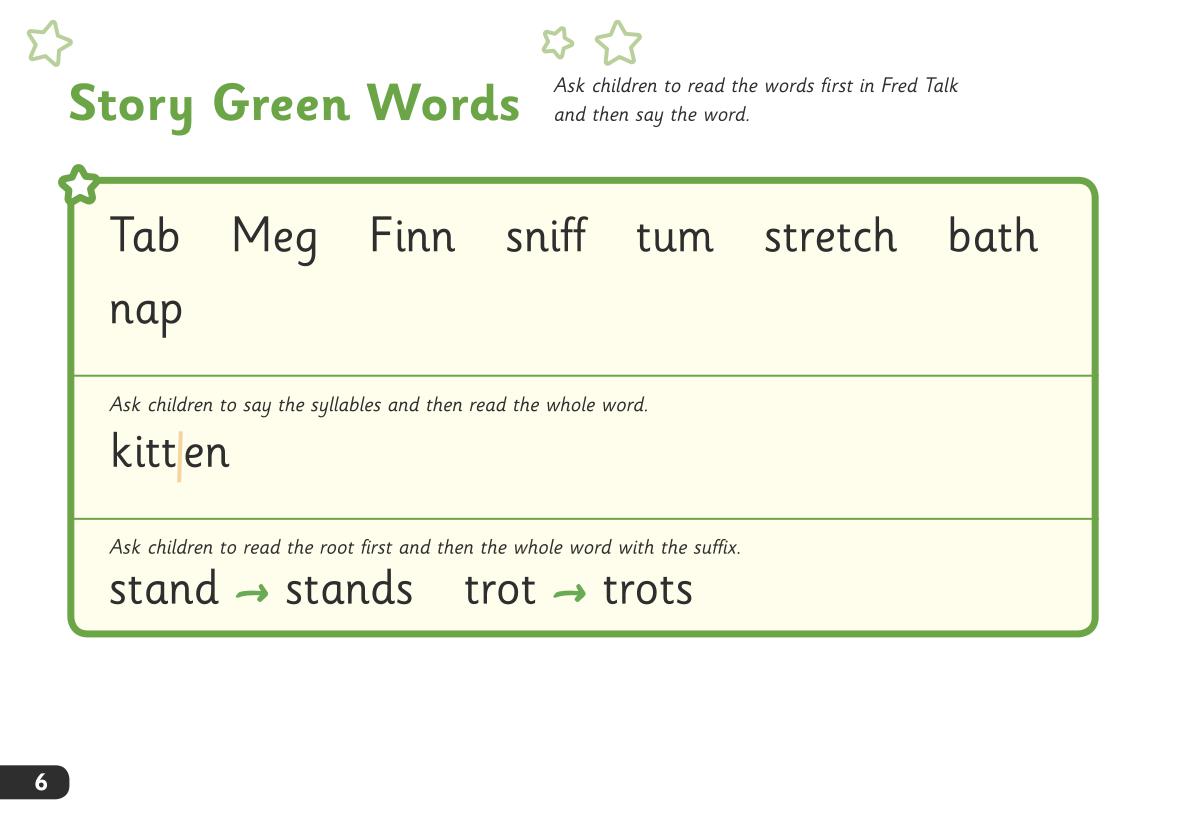 Story Green Words
Ask children to read the words first in Fred Talk
and then say the word.
Tab Meg Finn sniff tum stretch bath
nap
Ask children to say the syllables and then read the whole word.
kitt|en
Ask children to read the root first and then the whole word with the suffix.
stand → stands trot → trots
6